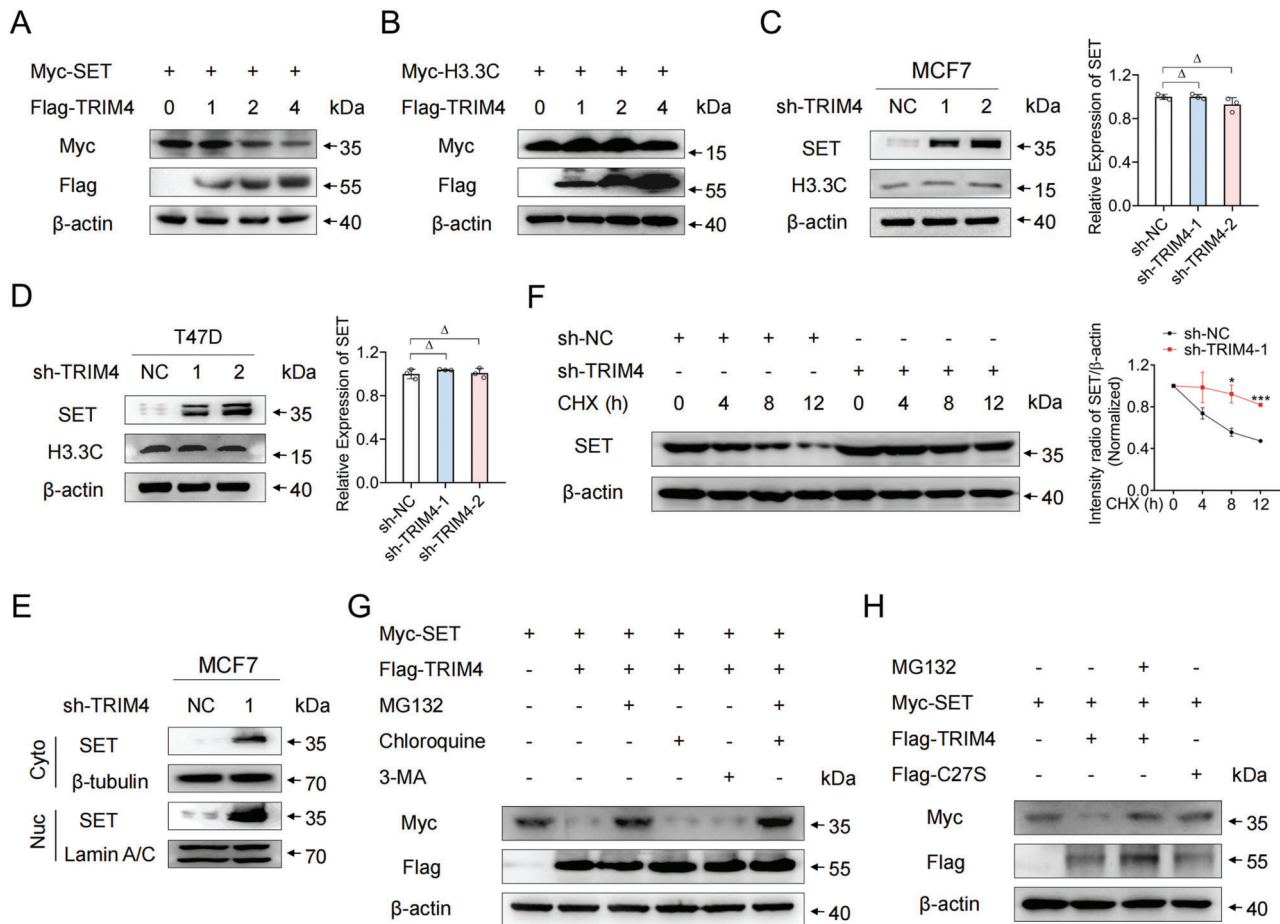 A
Myc-SET + + + +
Flag-TRIM4 0 1 2 4 kDa
Myc ←35
Flag ←55
β-actin ←40
B
Myc-H3.3C + + + +
Flag-TRIM4 0 1 2 4 kDa
Myc ←15
Flag ←55
β-actin ←40
C
MCF7
sh-TRIM4 NC 1 2 kDa
SET ←35
H3.3C ←15
β-actin ←40
Relative Expression of SET
1.2
0.8
0.4
0.0
Δ
Δ
sh-NC
sh-TRIM4-1
sh-TRIM4-2
D
T47D
sh-TRIM4 NC 1 2 kDa
SET ←35
H3.3C ←15
β-actin ←40
Relative Expression of SET
1.2
0.8
0.4
0.0
Δ
Δ
sh-NC
sh-TRIM4-1
sh-TRIM4-2
F
sh-NC + + + + - - - -
sh-TRIM4 - - - - + + + +
CHX (h) 0 4 8 12 0 4 8 12 kDa
SET ←35
β-actin ←40
sh-NC
sh-TRIM4-1
Intensity radio of SET/β-actin
(Normalized)
1.2
0.8
0.4
0.0
*
***
CHX (h) 0 4 8 12
E
MCF7
sh-TRIM4 NC 1 kDa
Cyto
SET ←35
β-tubulin ←70
Nuc
SET ←35
Lamin A/C ←70
G
Myc-SET + + + + + +
Flag-TRIM4 - + + + + +
MG132 - - + - - +
Chloroquine - - - + - +
3-MA - - - - + - kDa
Myc ←35
Flag ←55
β-actin ←40
H
MG132 - - + -
Myc-SET + + + +
Flag-TRIM4 - + + -
Flag-C27S - - - + kDa
Myc ←35
Flag ←55
β-actin ←40